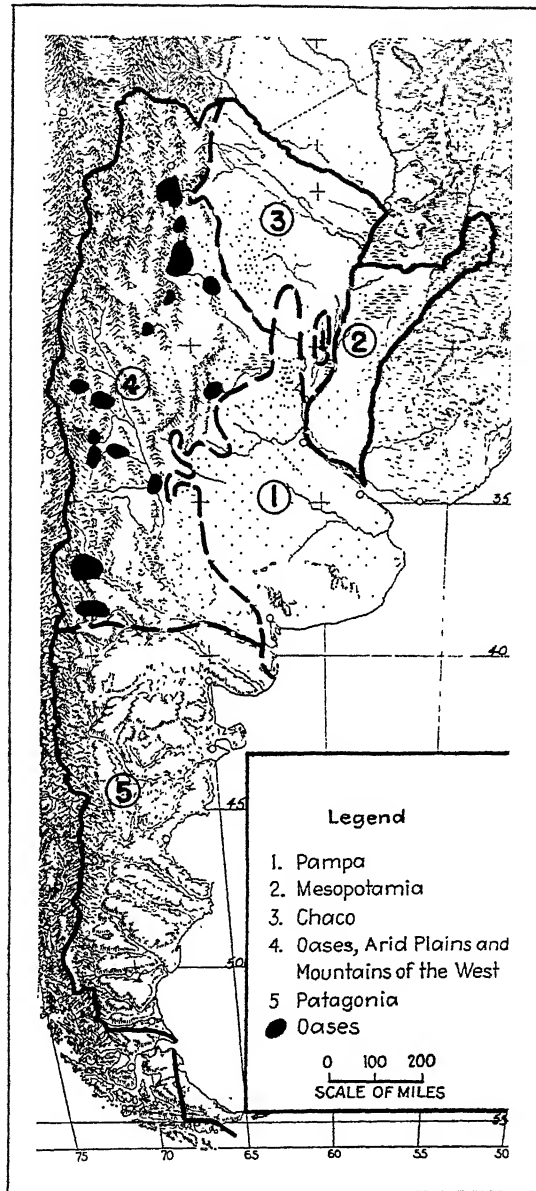 3
2
4
1
35
40
5
45
50
55
Legend
1. Pampa
2. Mesopotamia
3. Chaco
4. Oases, Arid Plains and
Mountains of the West
5 Patagonia
Oases
0 100 200
SCALE OF MILES
75 70 65 60 55 50